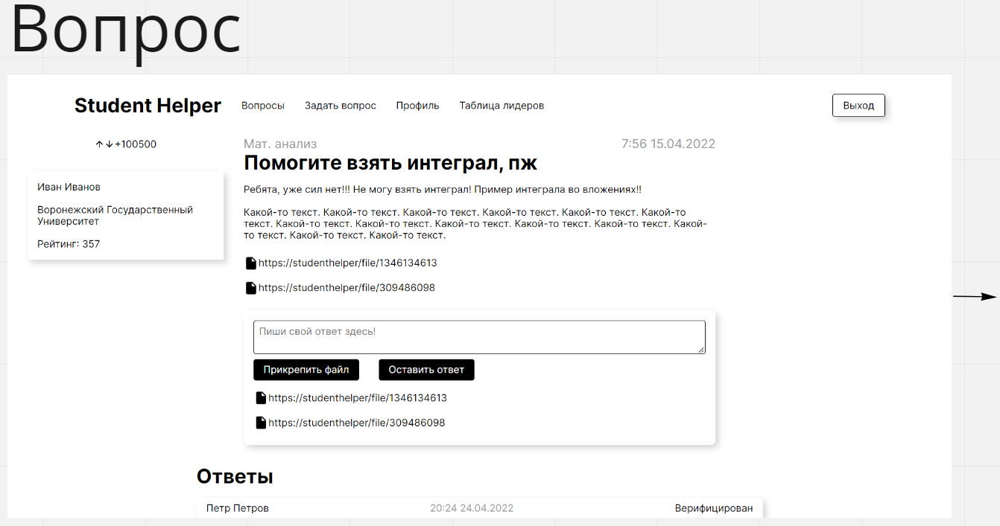 Вопрос
Student Helper Вопросы Задать вопрос Профиль Таблица лидеров Выход
+100500
Мат. анализ 7:56 15.04.2022
Помогите взять интеграл, пж
Иван Иванов
Воронежский Государственный
Университет
Рейтинг: 357
Ребята, уже сил нет!!! Не могу взять интеграл! Пример интеграла во вложениях!!
Какой-то текст. Какой-то текст. Какой-то текст. Какой-то текст. Какой-то текст. Какой-то
текст. Какой-то текст. Какой-то текст. Какой-то текст. Какой-то текст. Какой-то текст. Какой-
то текст. Какой-то текст. Какой-то текст.
https://studenthelper/file/1346134613
https://studenthelper/file/309486098
Пиши свой ответ здесь!
Прикрепить файл Оставить ответ
https://studenthelper/file/1346134613
https://studenthelper/file/309486098
Ответы
Петр Петров 20:24 24.04.2022 Верифицирован